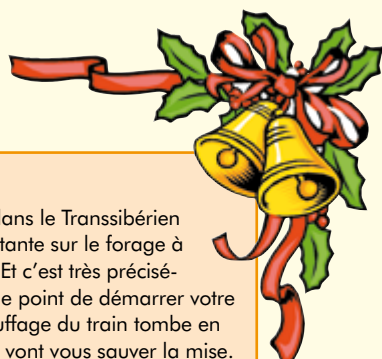 ans le Transsibérien
tante sur le forage à
Et c'est très précisé-
e point de démarrer votre
uffage du train tombe en
vont vous sauver la mise.